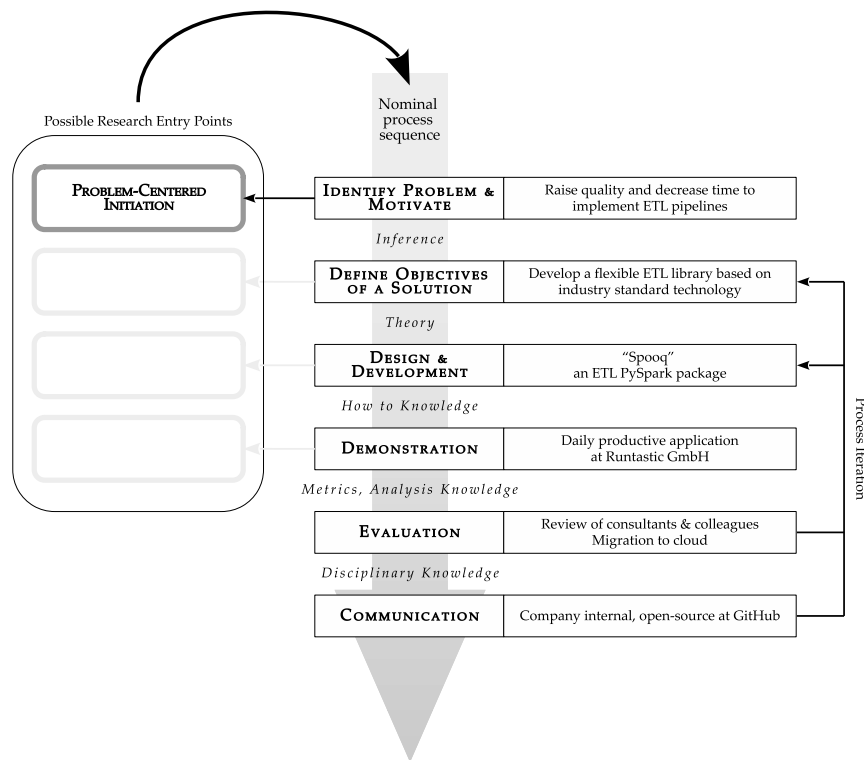 Nominal
process
sequence
Possible Research Entry Points
PROBLEM-CENTERED
INITIATION
IDENTIFY PROBLEM &
MOTIVATE
Raise quality and decrease time to
implement ETL pipelines
Inference
DEFINE OBJECTIVES
OF A SOLUTION
Develop a flexible ETL library based on
industry standard technology
Theory
DESIGN &
DEVELOPMENT
“Spooq”
an ETL PySpark package
How to Knowledge
DEMONSTRATION
Daily productive application
at Runtastic GmbH
Metrics, Analysis Knowledge
EVALUATION
Review of consultants & colleagues
Migration to cloud
Disciplinary Knowledge
COMMUNICATION
Company internal, open-source at GitHub
Process Iteration